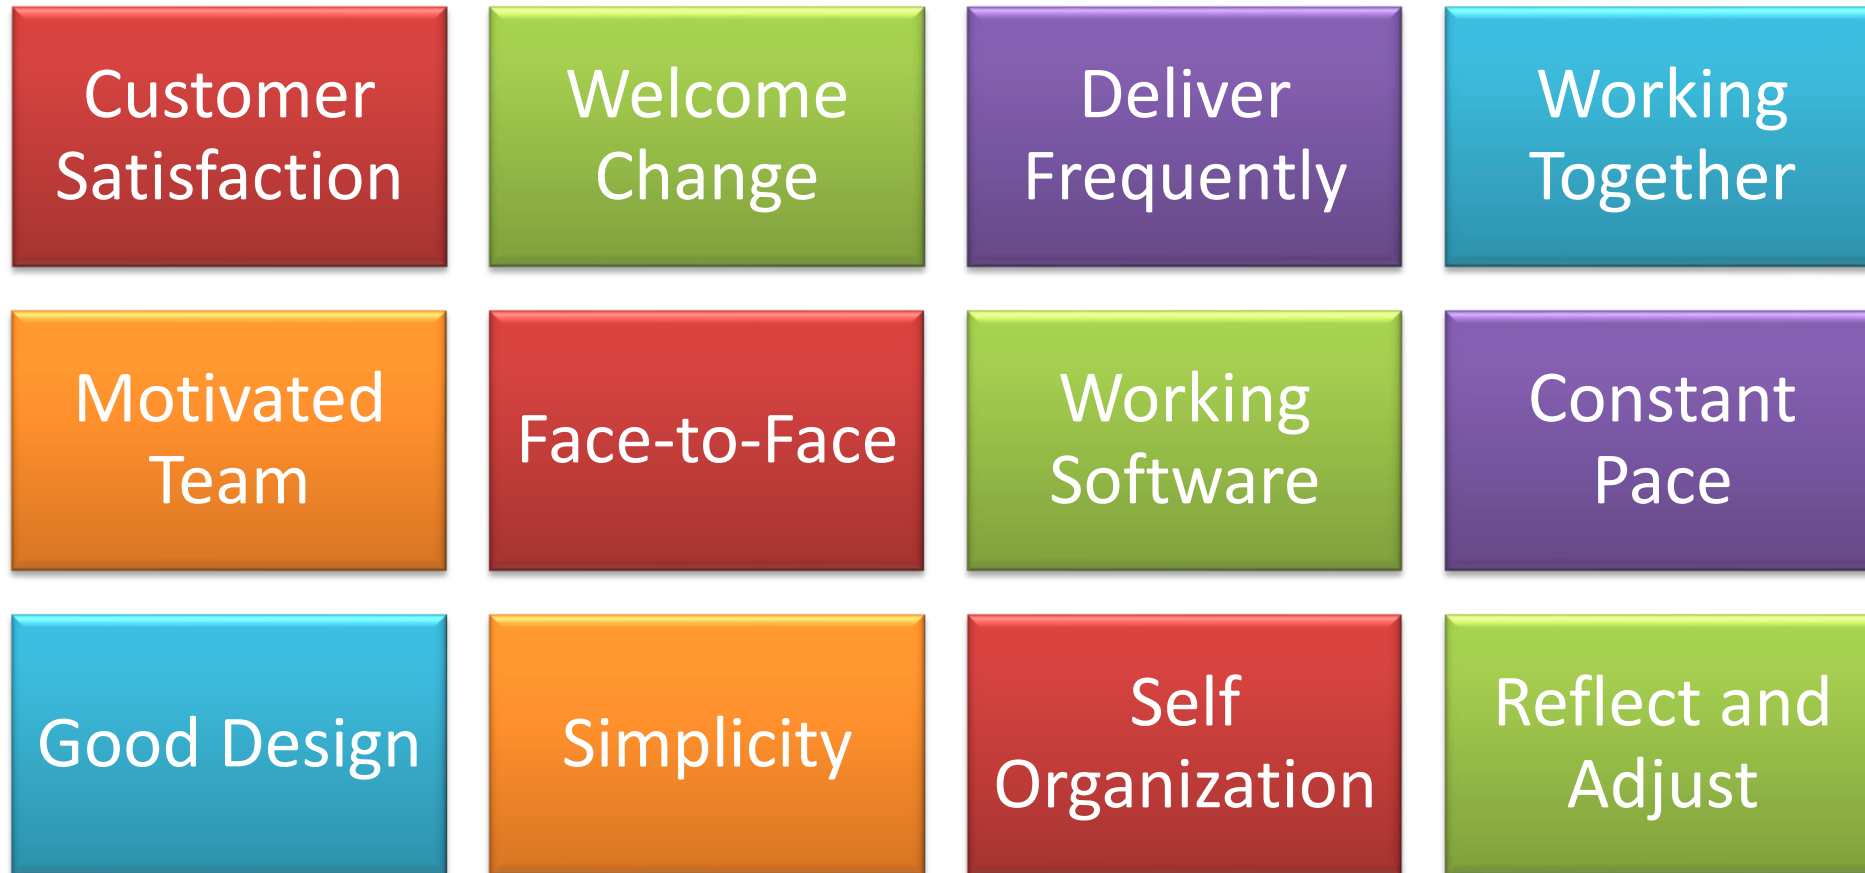 Customer
Satisfaction
Welcome
Change
Deliver
Frequently
Working
Together
Motivated
Team
Face-to-Face
Working
Software
Constant
Pace
Good Design
Simplicity
Self
Organization
Reflect and
Adjust